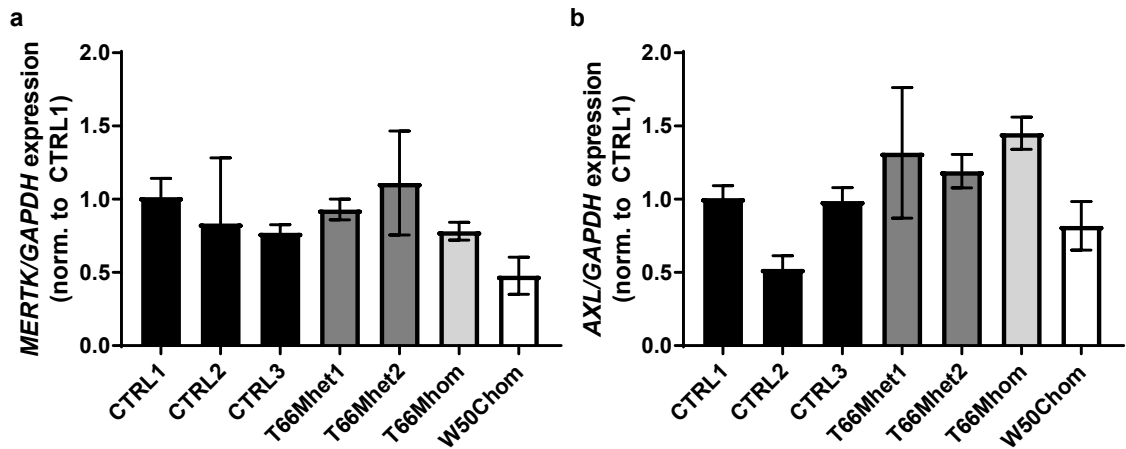 a
MERTK/GAPDH expression
(norm. to CTRL1)
2.0
1.5
1.0
0.5
0.0
CTRL1
CTRL2
CTRL3
T66Mhet1
T66Mhet2
T66Mhom
W50Chom
b
AXL/GAPDH expression
(norm. to CTRL1)
2.0
1.5
1.0
0.5
0.0
CTRL1
CTRL2
CTRL3
T66Mhet1
T66Mhet2
T66Mhom
W50Chom